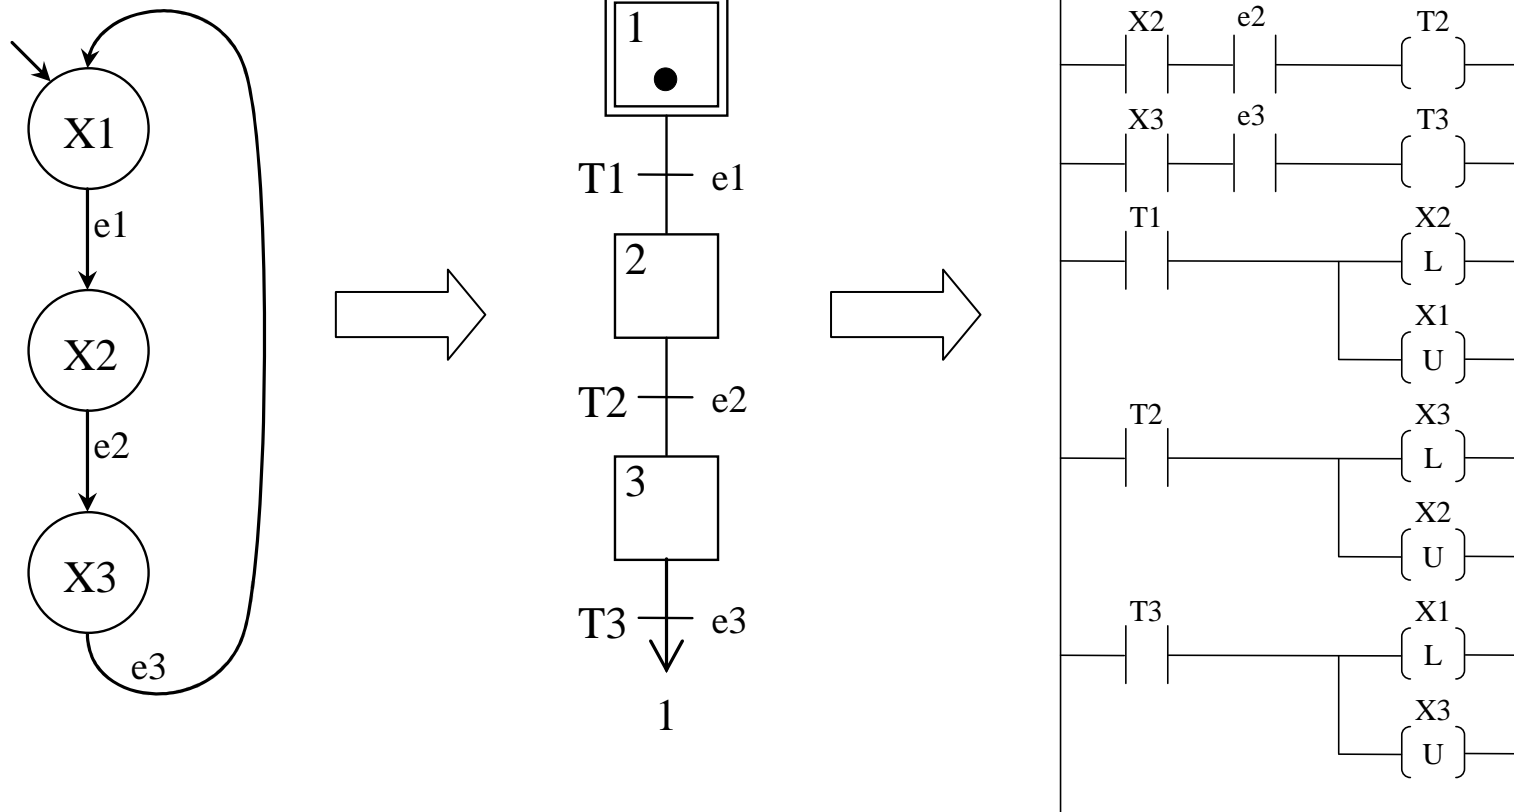 X1
e1
X2
e2
X3
e3
1
T1 e1
2
T2 e2
3
T3 e3
1
X2 e2 T2
X3 e3 T3
T1 X2
L
X1
U
T2 X3
L
X2
U
T3 X1
L
X3
U